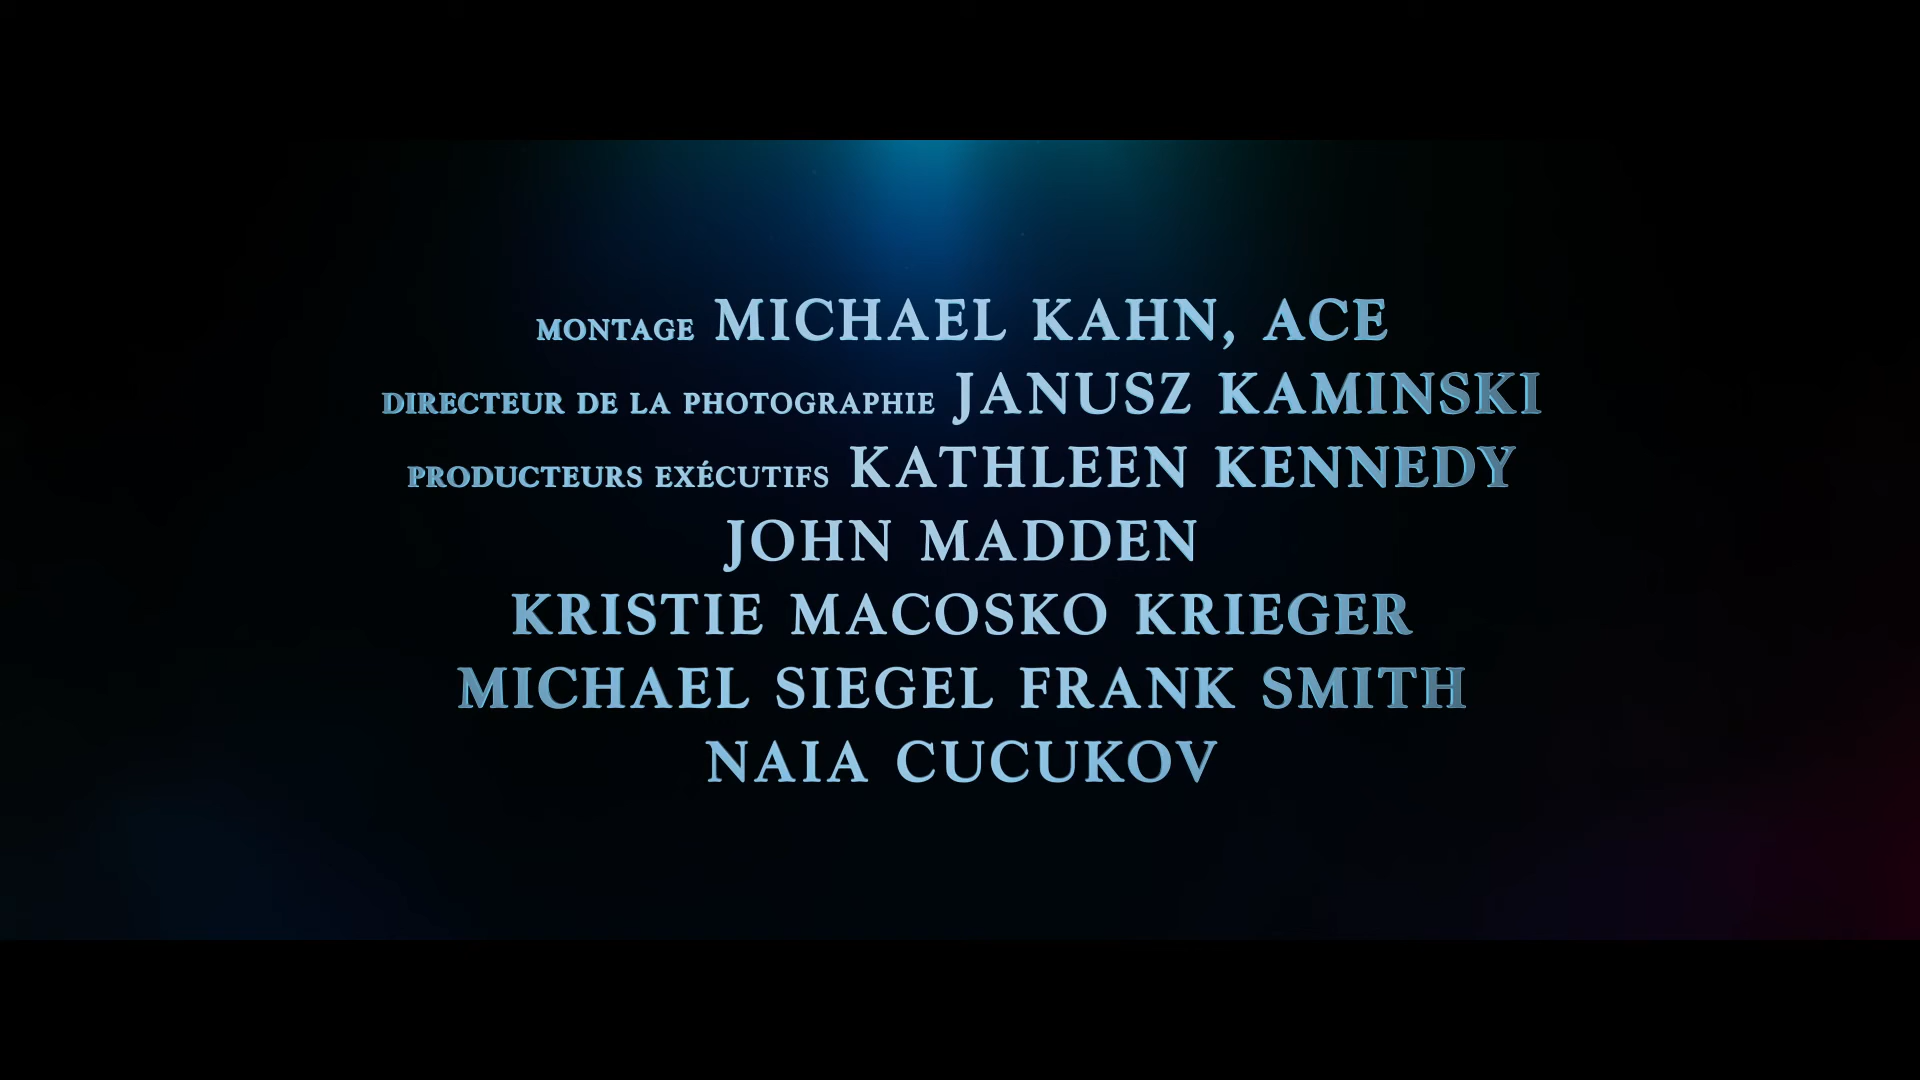 MONTAGE MICHAEL KAHN, ACE
DIRECTEUR DE LA PHOTOGRAPHIE JANUSZ KAMINSKI
PRODUCTEURS EXÉCUTIFS KATHLEEN KENNEDY
JOHN MADDEN
KRISTIE MACOSKO KRIEGER
MICHAEL SIEGEL FRANK SMITH
NAIA CUCUKOV